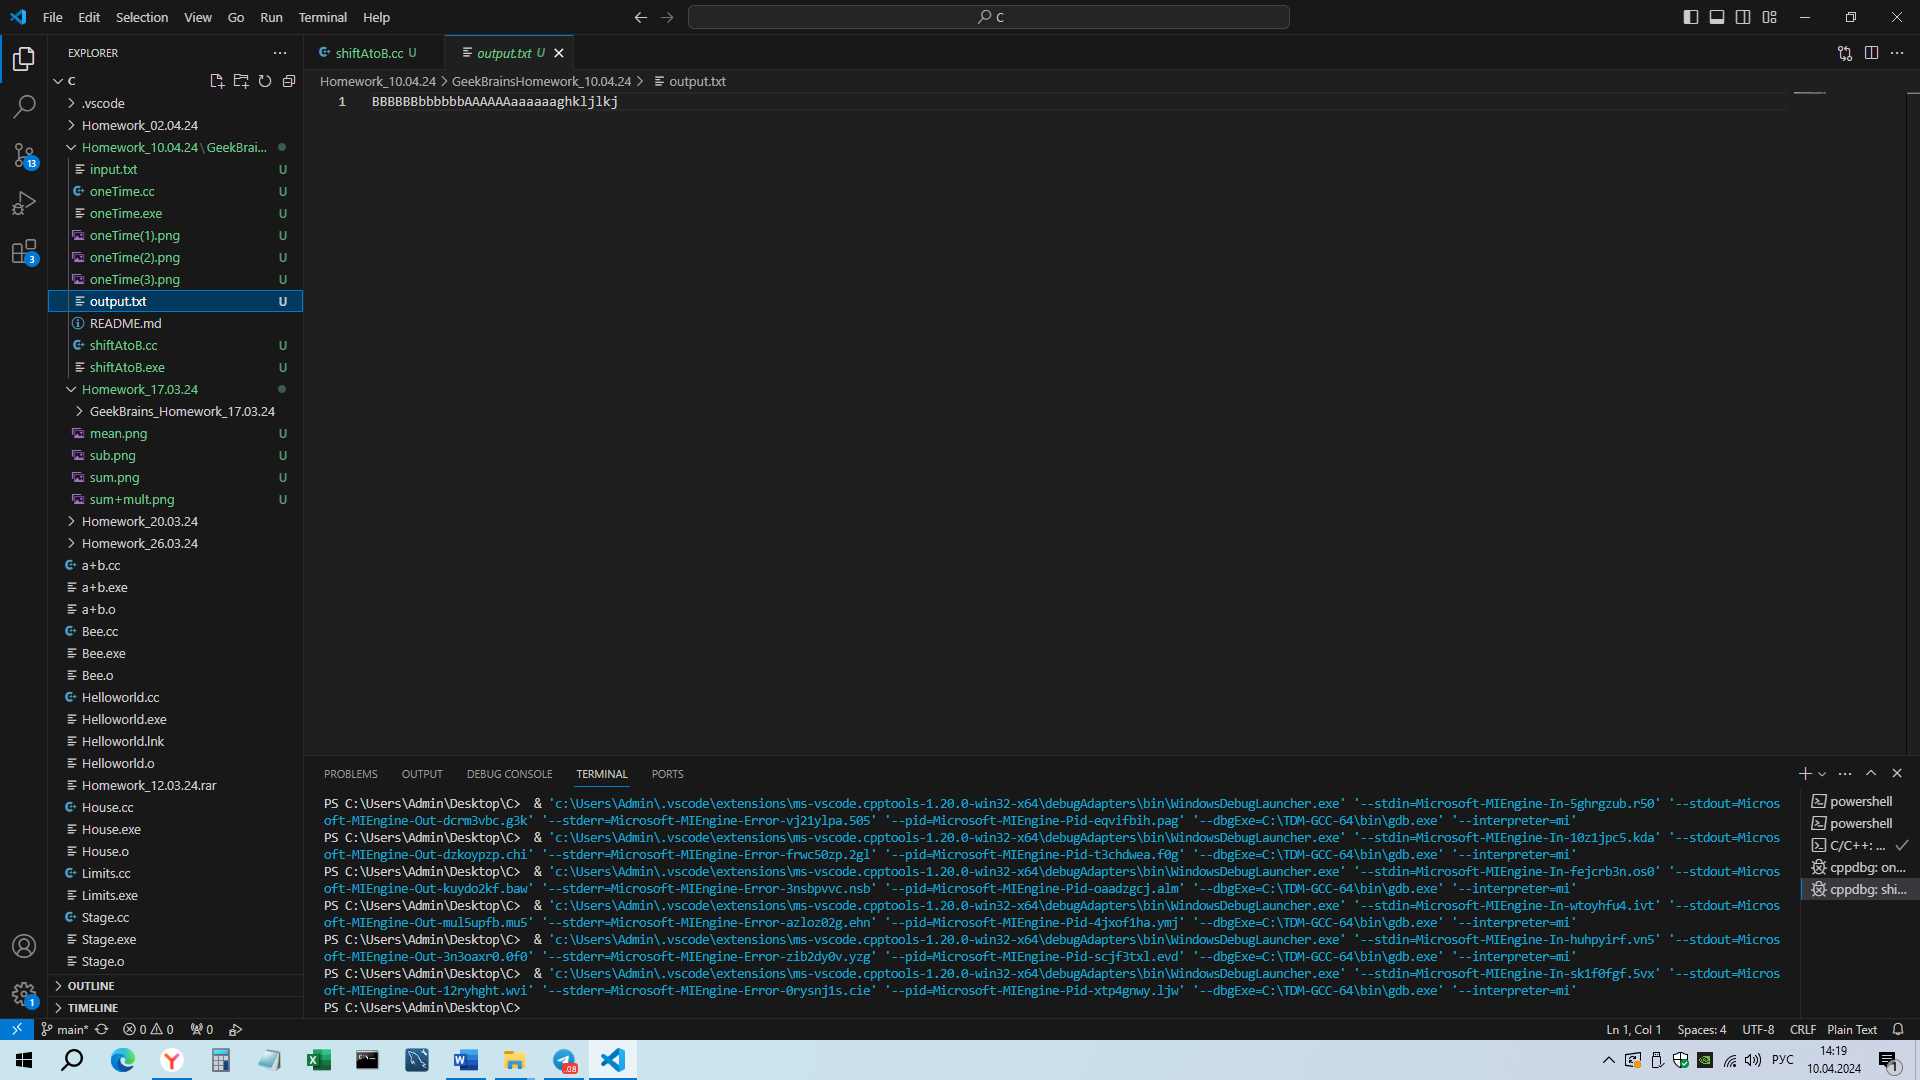 File Edit Selection View Go Run Terminal Help
C
EXPLORER
C
.vscode
Homework_02.04.24
Homework_10.04.24\GeekBrai...
input.txt U
oneTime.cc U
oneTime.exe U
oneTime(1).png U
oneTime(2).png U
oneTime(3).png U
output.txt U
README.md
shiftAtoB.cc U
shiftAtoB.exe U
Homework_17.03.24
GeekBrains_Homework_17.03.24
mean.png U
sub.png U
sum.png U
sum+mult.png U
Homework_20.03.24
Homework_26.03.24
a+b.cc
a+b.exe
a+b.o
Bee.cc
Bee.exe
Bee.o
Helloworld.cc
Helloworld.exe
Helloworld.lnk
Helloworld.o
Homework_12.03.24.rar
House.cc
House.exe
House.o
Limits.cc
Limits.exe
Stage.cc
Stage.exe
Stage.o
OUTLINE
TIMELINE
13
3
1
shiftAtoB.cc U
output.txt U
Homework_10.04.24 > GeekBrainsHomework_10.04.24 > output.txt
1 BBBBBBbbbbbbAAAAAAaaaaaaghkljlkj
PROBLEMS OUTPUT DEBUG CONSOLE TERMINAL PORTS
PS C:\Users\Admin\Desktop\C> & 'c:\Users\Admin\.vscode\extensions\ms-vscode.cpptools-1.20.0-win32-x64\debugAdapters\bin\WindowsDebugLauncher.exe' '--stdin=Microsoft-MIEngine-In-5ghrgzub.r50' '--stdout=Micros
oft-MIEngine-Out-dcrm3vbc.g3k' '--stderr=Microsoft-MIEngine-Error-vj21ylpa.505' '--pid=Microsoft-MIEngine-Pid-eqvifbih.pag' '--dbgExe=C:\TDM-GCC-64\bin\gdb.exe' '--interpreter=mi'
PS C:\Users\Admin\Desktop\C> & 'c:\Users\Admin\.vscode\extensions\ms-vscode.cpptools-1.20.0-win32-x64\debugAdapters\bin\WindowsDebugLauncher.exe' '--stdin=Microsoft-MIEngine-In-10z1jpc5.kda' '--stdout=Micros
oft-MIEngine-Out-dzkoypzp.chi' '--stderr=Microsoft-MIEngine-Error-frwc50zp.2gl' '--pid=Microsoft-MIEngine-Pid-t3chdwea.f0g' '--dbgExe=C:\TDM-GCC-64\bin\gdb.exe' '--interpreter=mi'
PS C:\Users\Admin\Desktop\C> & 'c:\Users\Admin\.vscode\extensions\ms-vscode.cpptools-1.20.0-win32-x64\debugAdapters\bin\WindowsDebugLauncher.exe' '--stdin=Microsoft-MIEngine-In-fejcrb3n.os0' '--stdout=Micros
oft-MIEngine-Out-kuydo2kf.baw' '--stderr=Microsoft-MIEngine-Error-3nsbpvvc.nsb' '--pid=Microsoft-MIEngine-Pid-oaadzgcj.alm' '--dbgExe=C:\TDM-GCC-64\bin\gdb.exe' '--interpreter=mi'
PS C:\Users\Admin\Desktop\C> & 'c:\Users\Admin\.vscode\extensions\ms-vscode.cpptools-1.20.0-win32-x64\debugAdapters\bin\WindowsDebugLauncher.exe' '--stdin=Microsoft-MIEngine-In-wtoyhfu4.ivt' '--stdout=Micros
oft-MIEngine-Out-mul5upfb.mu5' '--stderr=Microsoft-MIEngine-Error-azloz02g.ehn' '--pid=Microsoft-MIEngine-Pid-4jxof1ha.ymj' '--dbgExe=C:\TDM-GCC-64\bin\gdb.exe' '--interpreter=mi'
PS C:\Users\Admin\Desktop\C> & 'c:\Users\Admin\.vscode\extensions\ms-vscode.cpptools-1.20.0-win32-x64\debugAdapters\bin\WindowsDebugLauncher.exe' '--stdin=Microsoft-MIEngine-In-huhpyirf.vn5' '--stdout=Micros
oft-MIEngine-Out-3n3oaxr0.0f0' '--stderr=Microsoft-MIEngine-Error-zib2dy0v.yzg' '--pid=Microsoft-MIEngine-Pid-scjf3txl.evd' '--dbgExe=C:\TDM-GCC-64\bin\gdb.exe' '--interpreter=mi'
PS C:\Users\Admin\Desktop\C> & 'c:\Users\Admin\.vscode\extensions\ms-vscode.cpptools-1.20.0-win32-x64\debugAdapters\bin\WindowsDebugLauncher.exe' '--stdin=Microsoft-MIEngine-In-sk1f0fgf.5vx' '--stdout=Micros
oft-MIEngine-Out-12ryhght.wvi' '--stderr=Microsoft-MIEngine-Error-0rysnj1s.cie' '--pid=Microsoft-MIEngine-Pid-xtp4gnwy.ljw' '--dbgExe=C:\TDM-GCC-64\bin\gdb.exe' '--interpreter=mi'
PS C:\Users\Admin\Desktop\C>
powershell
powershell
C/C++: ...
cppdbg: on...
cppdbg: shi...
main* 0 0 0
Ln 1, Col 1 Spaces: 4 UTF-8 CRLF Plain Text
.08
РУС
14:19
10.04.2024
1